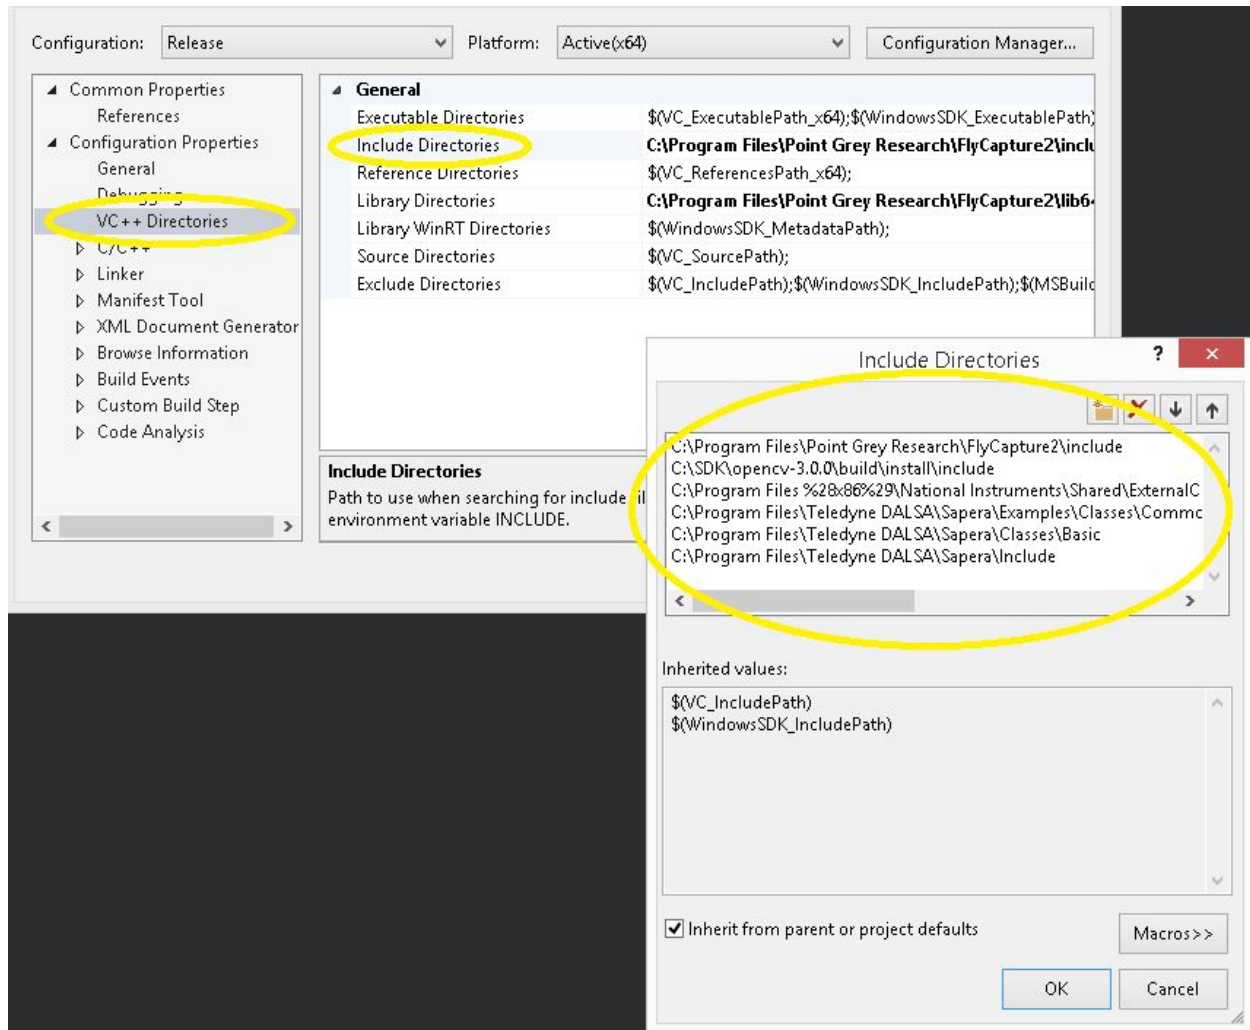 Configuration: Release Platform: Active(x64) Configuration Manager...
Common Properties
References
Configuration Properties
General
Debugging
VC++ Directories
C/C++
Linker
Manifest Tool
XML Document Generator
Browse Information
Build Events
Custom Build Step
Code Analysis
General
Executable Directories $(VC_ExecutablePath_x64);$(WindowsSDK_ExecutablePath)
Include Directories C:\Program Files\Point Grey Research\FlyCapture2\inclu
Reference Directories $(VC_ReferencesPath_x64);
Library Directories C:\Program Files\Point Grey Research\FlyCapture2\lib64
Library WinRT Directories $(WindowsSDK_MetadataPath);
Source Directories $(VC_SourcePath);
Exclude Directories $(VC_IncludePath);$(WindowsSDK_IncludePath);$(MSBuild
Include Directories
Path to use when searching for include
environment variable INCLUDE.
Include Directories ?
C:\Program Files\Point Grey Research\FlyCapture2\include
C:\SDK\opencv-3.0.0\build\install\include
C:\Program Files %28x86%29\National Instruments\Shared\ExternalC
C:\Program Files\Teledyne DALSA\Sapera\Examples\Classes\Commo
C:\Program Files\Teledyne DALSA\Sapera\Classes\Basic
C:\Program Files\Teledyne DALSA\Sapera\Include
Inherited values:
$(VC_IncludePath)
$(WindowsSDK_IncludePath)
Inherit from parent or project defaults
Macros>>
OK Cancel